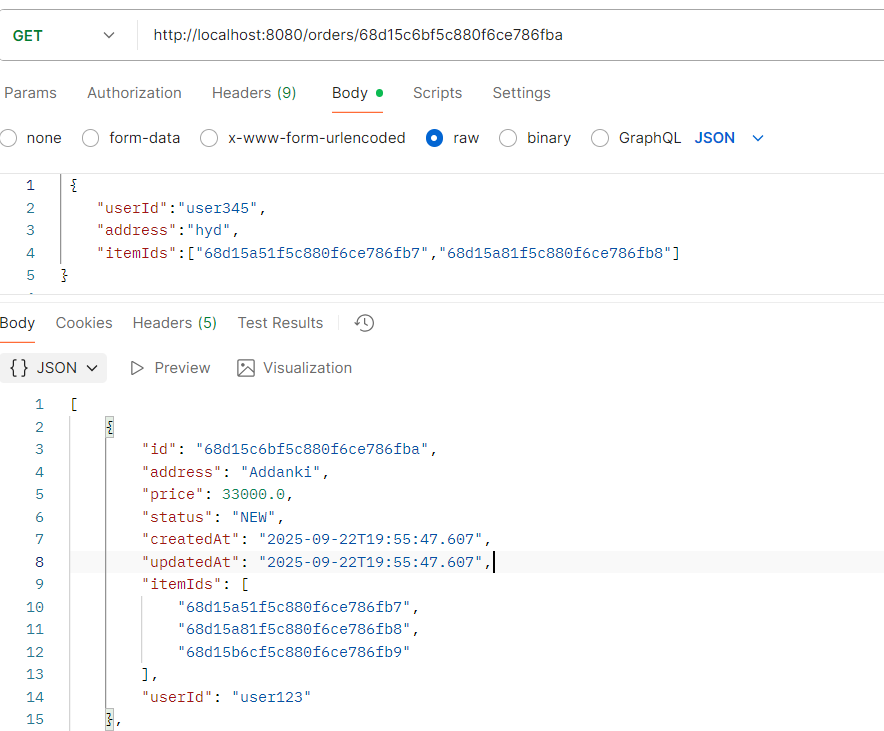 GET http://localhost:8080/orders/68d15c6bf5c880f6ce786fba
Params Authorization Headers (9) Body Scripts Settings
none form-data x-www-form-urlencoded raw binary GraphQL JSON
1 {
2 "userId":"user345",
3 "address":"hyd",
4 "itemIds":["68d15a51f5c880f6ce786fb7","68d15a81f5c880f6ce786fb8"]
5 }
Body Cookies Headers (5) Test Results
{} JSON Preview Visualization
1 [
2 {
3 "id": "68d15c6bf5c880f6ce786fba",
4 "address": "Addanki",
5 "price": 33000.0,
6 "status": "NEW",
7 "createdAt": "2025-09-22T19:55:47.607",
8 "updatedAt": "2025-09-22T19:55:47.607",
9 "itemIds": [
10 "68d15a51f5c880f6ce786fb7",
11 "68d15a81f5c880f6ce786fb8",
12 "68d15b6cf5c880f6ce786fb9"
13 ],
14 "userId": "user123"
15 },